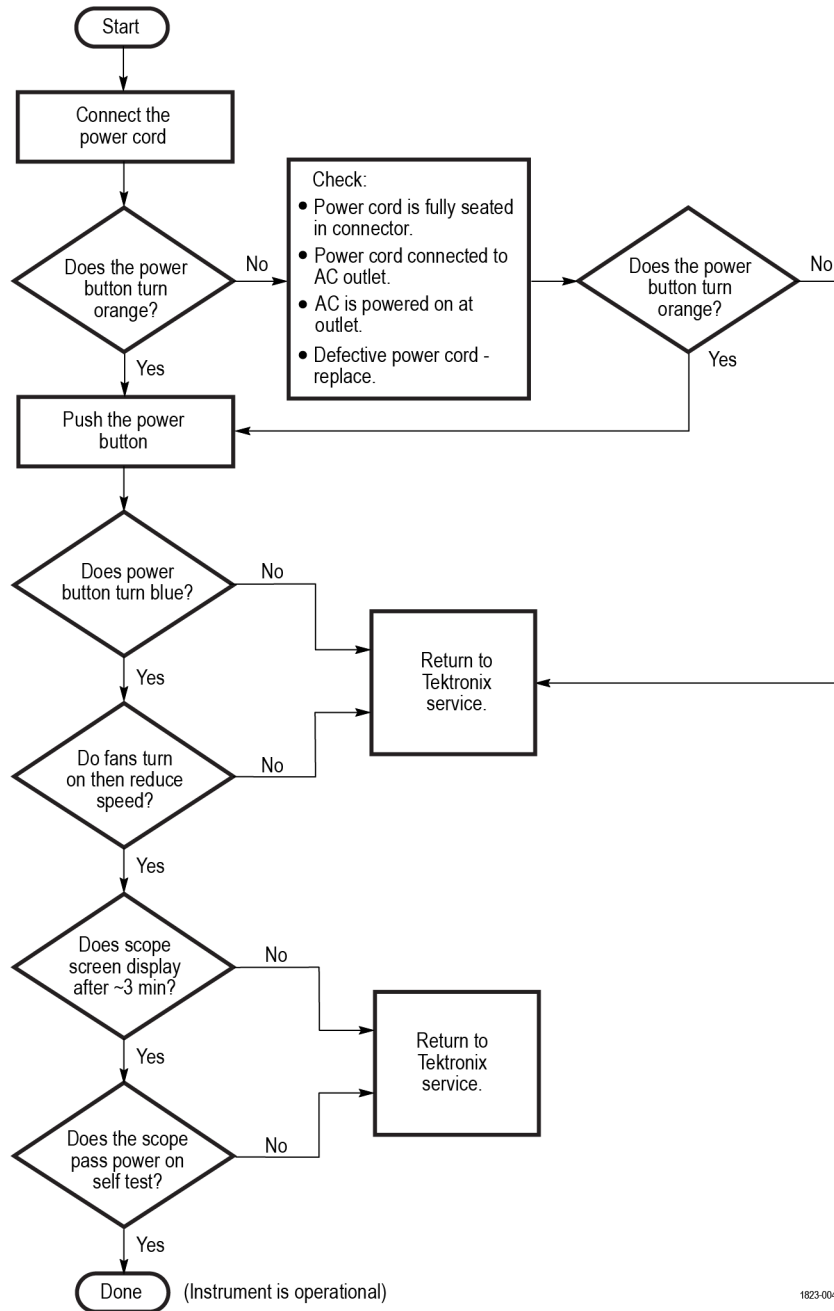 Start
Connect the
power cord
Does the power
button turn
orange?
No
Check:
• Power cord is fully seated
in connector.
• Power cord connected to
AC outlet.
• AC is powered on at
outlet.
• Defective power cord -
replace.
Does the power
button turn
orange?
No
Yes
Yes
Push the power
button
Does power
button turn blue?
No
Yes
Return to
Tektronix
service.
Do fans turn
on then reduce
speed?
No
Yes
Does scope
screen display
after ~3 min?
No
Yes
Return to
Tektronix
service.
Does the scope
pass power on
self test?
No
Yes
Done
(Instrument is operational)
1823-004